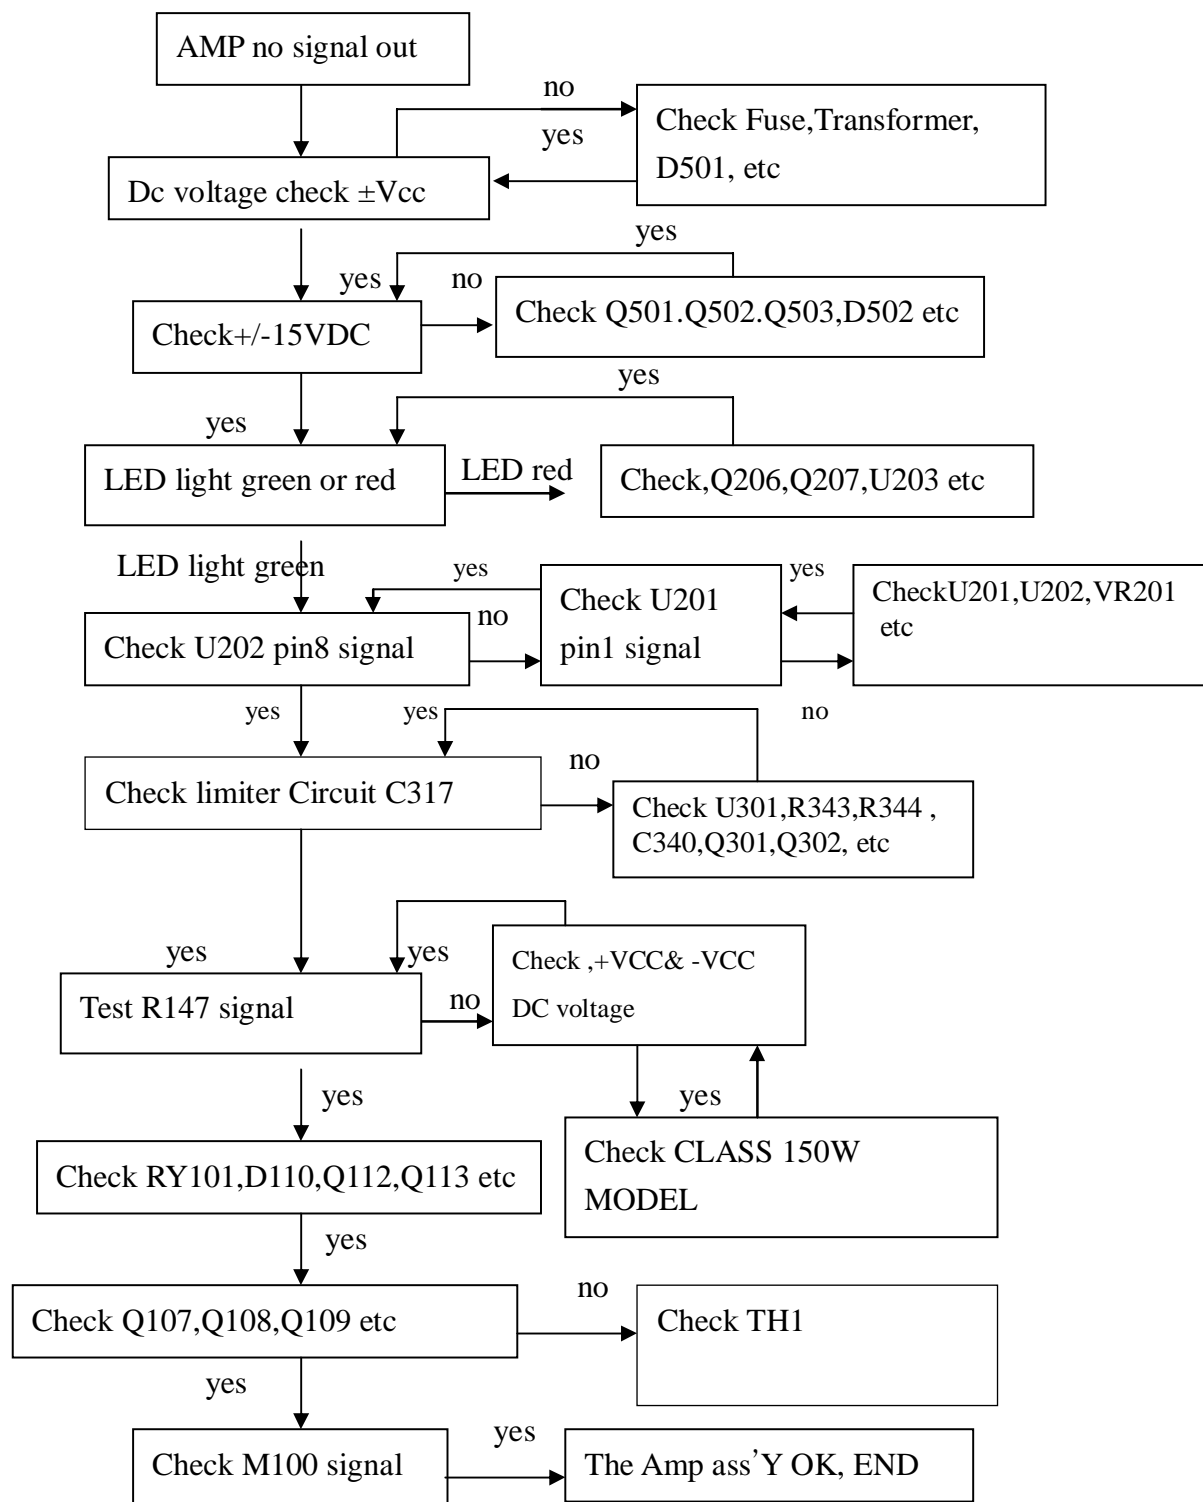 AMP no signal out
no
Check Fuse,Transformer,
D501, etc
yes
Dc voltage check ±Vcc
yes
yes
no
Check Q501.Q502.Q503,D502 etc
Check+/-15VDC
yes
yes
LED light green or red
LED red
Check,Q206,Q207,U203 etc
LED light green
yes
yes
Check U201
pin1 signal
CheckU201,U202,VR201
etc
no
Check U202 pin8 signal
yes
yes
no
Check limiter Circuit C317
no
Check U301,R343,R344 ,
C340,Q301,Q302, etc
yes
yes
Check ,+VCC& -VCC
DC voltage
Test R147 signal
no
yes
yes
Check CLASS 150W
MODEL
Check RY101,D110,Q112,Q113 etc
yes
no
Check Q107,Q108,Q109 etc
Check TH1
yes
yes
Check M100 signal
The Amp ass’Y OK, END